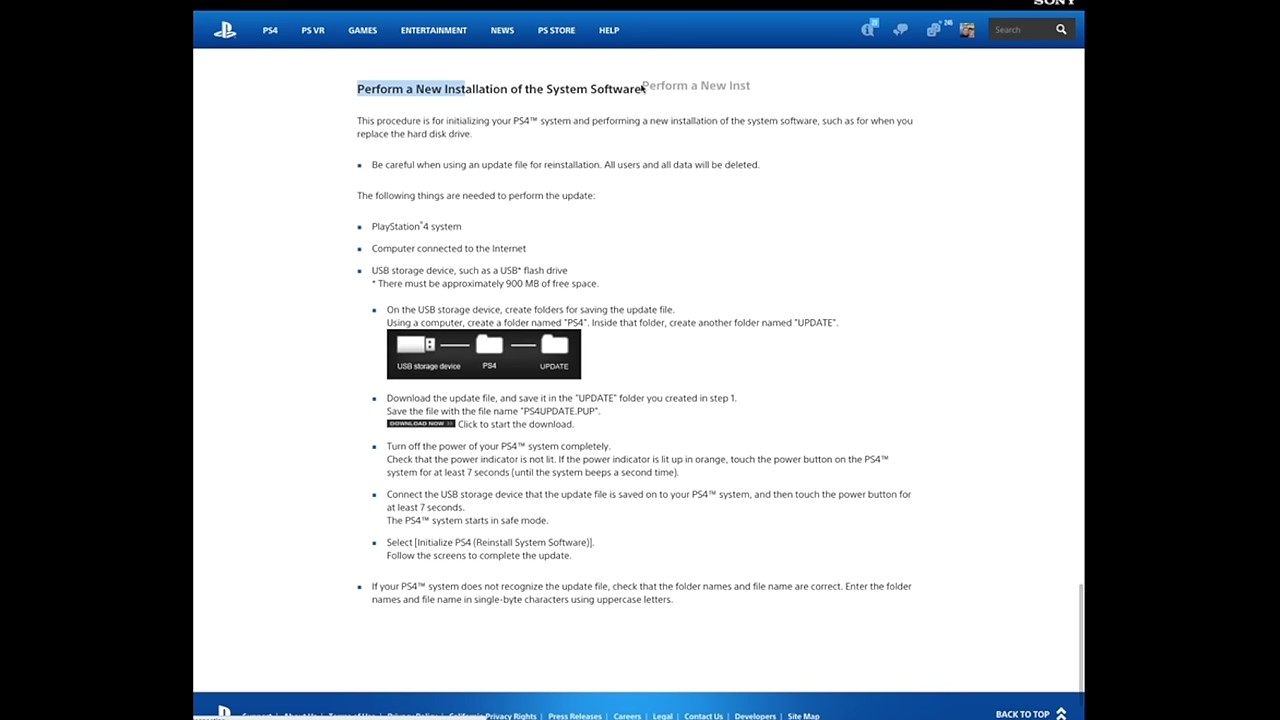 SONY
PS4 PS VR GAMES ENTERTAINMENT NEWS PS STORE HELP Search
Perform a New Installation of the System Software
Perform a New Inst
This procedure is for initializing your PS4™ system and performing a new installation of the system software, such as for when you
replace the hard disk drive.
Be careful when using an update file for reinstallation. All users and all data will be deleted.
The following things are needed to perform the update:
PlayStation®4 system
Computer connected to the Internet
USB storage device, such as a USB* flash drive
* There must be approximately 900 MB of free space.
On the USB storage device, create folders for saving the update file.
Using a computer, create a folder named "PS4". Inside that folder, create another folder named "UPDATE".
USB storage device PS4 UPDATE
Download the update file, and save it in the "UPDATE" folder you created in step 1.
Save the file with the file name "PS4UPDATE.PUP".
DOWNLOAD NOW >> Click to start the download.
Turn off the power of your PS4™ system completely.
Check that the power indicator is not lit. If the power indicator is lit up in orange, touch the power button on the PS4™
system for at least 7 seconds (until the system beeps a second time).
Connect the USB storage device that the update file is saved on to your PS4™ system, and then touch the power button for
at least 7 seconds.
The PS4™ system starts in safe mode.
Select [Initialize PS4 (Reinstall System Software)].
Follow the screens to complete the update.
If your PS4™ system does not recognize the update file, check that the folder names and file name are correct. Enter the folder
names and file name in single-byte characters using uppercase letters.
Support | About Us | Terms of Use | Privacy Policy | California Privacy Rights | Press Releases | Careers | Legal | Contact Us | Developers | Site Map BACK TO TOP